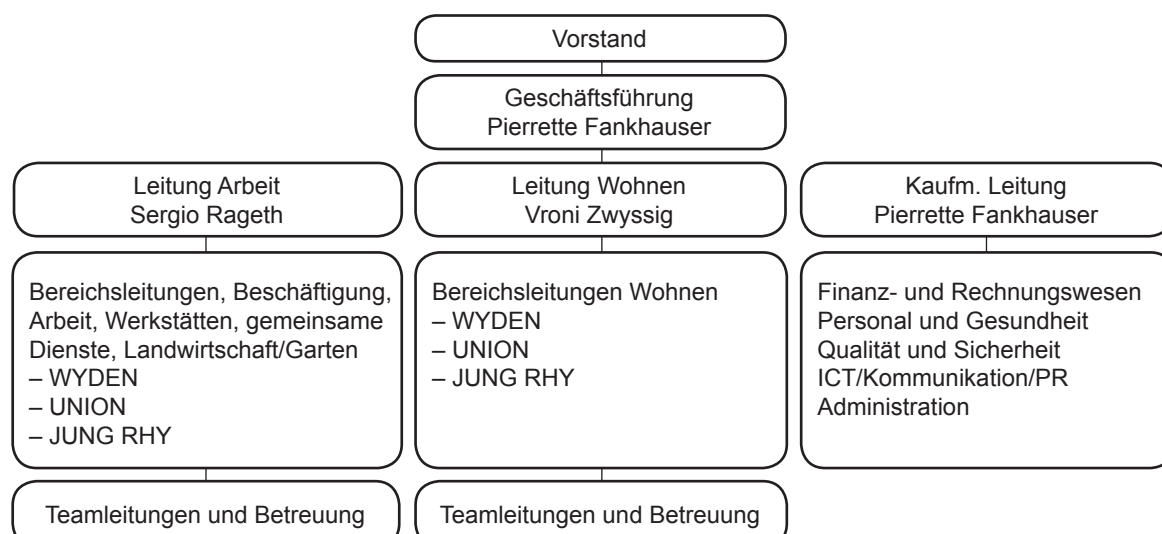 Vorstand
Geschäftsführung
Pierrette Fankhauser
Leitung Arbeit
Sergio Rageth
Leitung Wohnen
Vroni Zwyssig
Kaufm. Leitung
Pierrette Fankhauser
Bereichsleitungen, Beschäftigung,
Arbeit, Werkstätten, gemeinsame
Dienste, Landwirtschaft/Garten
– WYDEN
– UNION
– JUNG RHY
Bereichsleitungen Wohnen
– WYDEN
– UNION
– JUNG RHY
Finanz- und Rechnungswesen
Personal und Gesundheit
Qualität und Sicherheit
ICT/Kommunikation/PR
Administration
Teamleitungen und Betreuung
Teamleitungen und Betreuung